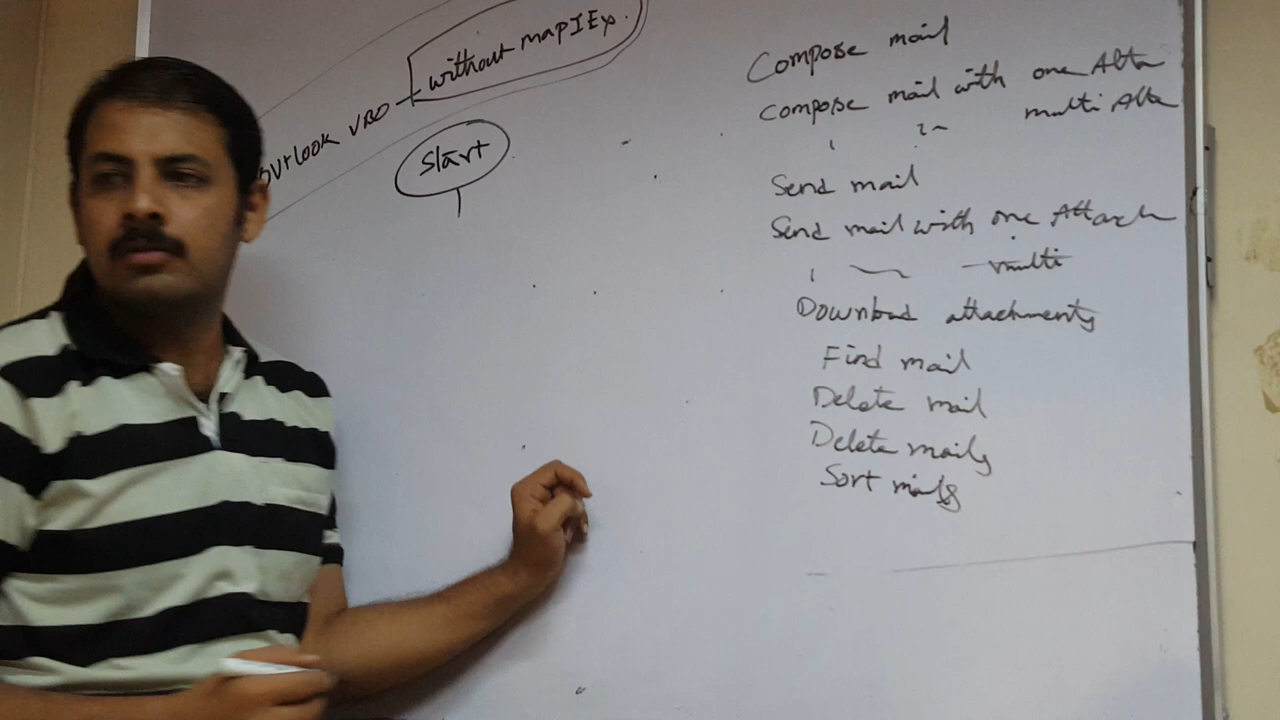 Outlook VBO - without MAPIEx.
Start
Compose mail
Compose mail with one Atta
multi Atta
Send mail
Send mail with one Attach
multi
Download attachments
Find mail
Delete mail
Delete mails
Sort mails